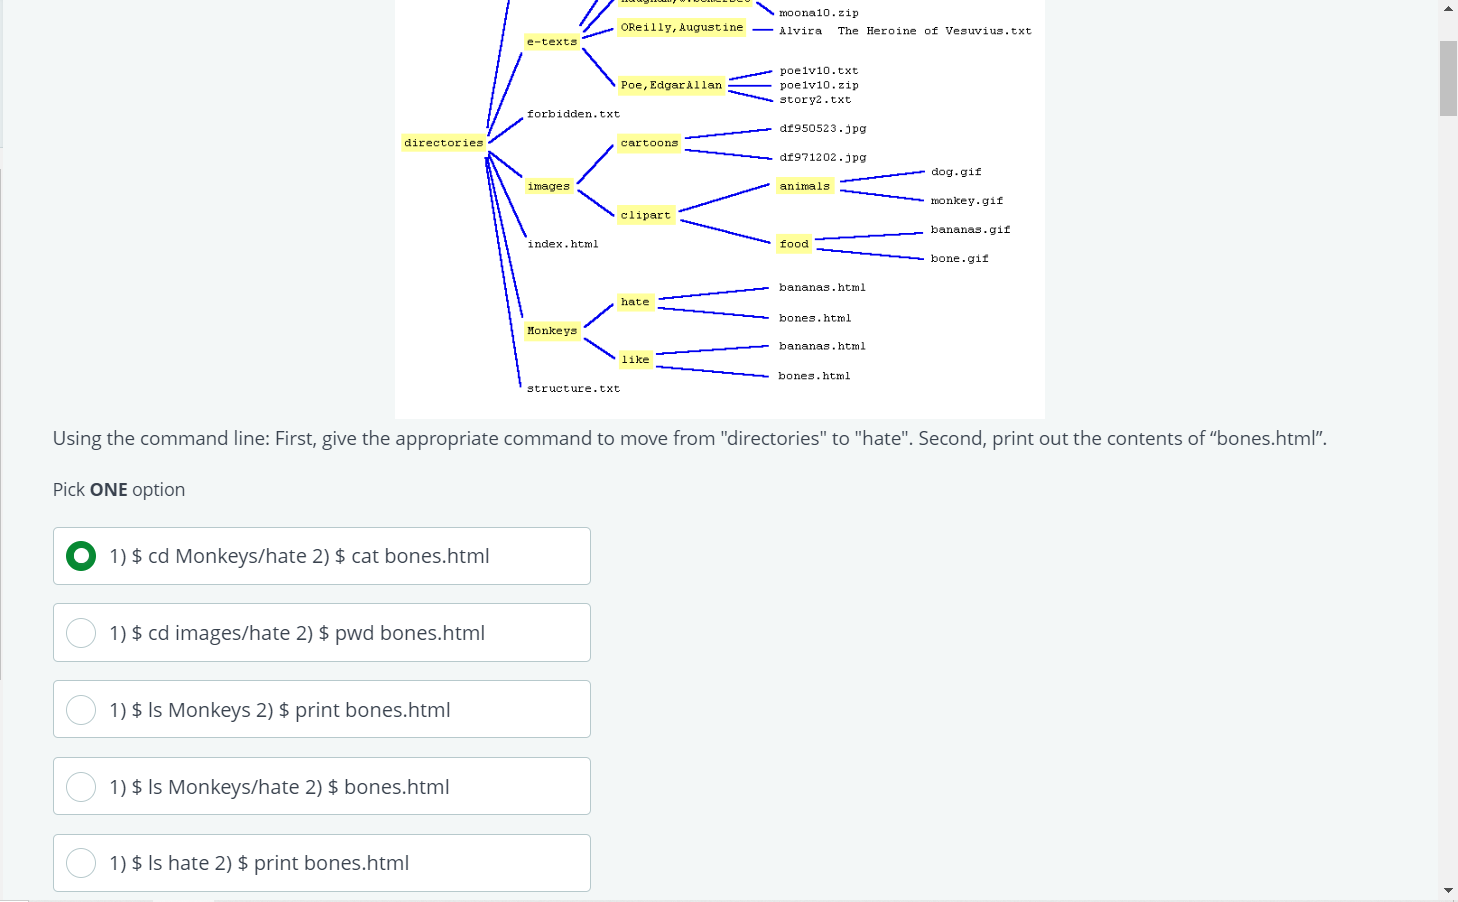 moona10.zip
OReilly,Augustine
Alvira  The Heroine of Vesuvius.txt
e-texts
poe1v10.txt
Poe,EdgarAllan
poe1v10.zip
story2.txt
forbidden.txt
df950523.jpg
directories
cartoons
df971202.jpg
dog.gif
images
animals
monkey.gif
clipart
bananas.gif
index.html
food
bone.gif
bananas.html
hate
bones.html
Monkeys
bananas.html
like
bones.html
structure.txt
Using the command line: First, give the appropriate command to move from "directories" to "hate". Second, print out the contents of “bones.html”.
Pick ONE option
1) $ cd Monkeys/hate 2) $ cat bones.html
1) $ cd images/hate 2) $ pwd bones.html
1) $ ls Monkeys 2) $ print bones.html
1) $ ls Monkeys/hate 2) $ bones.html
1) $ ls hate 2) $ print bones.html